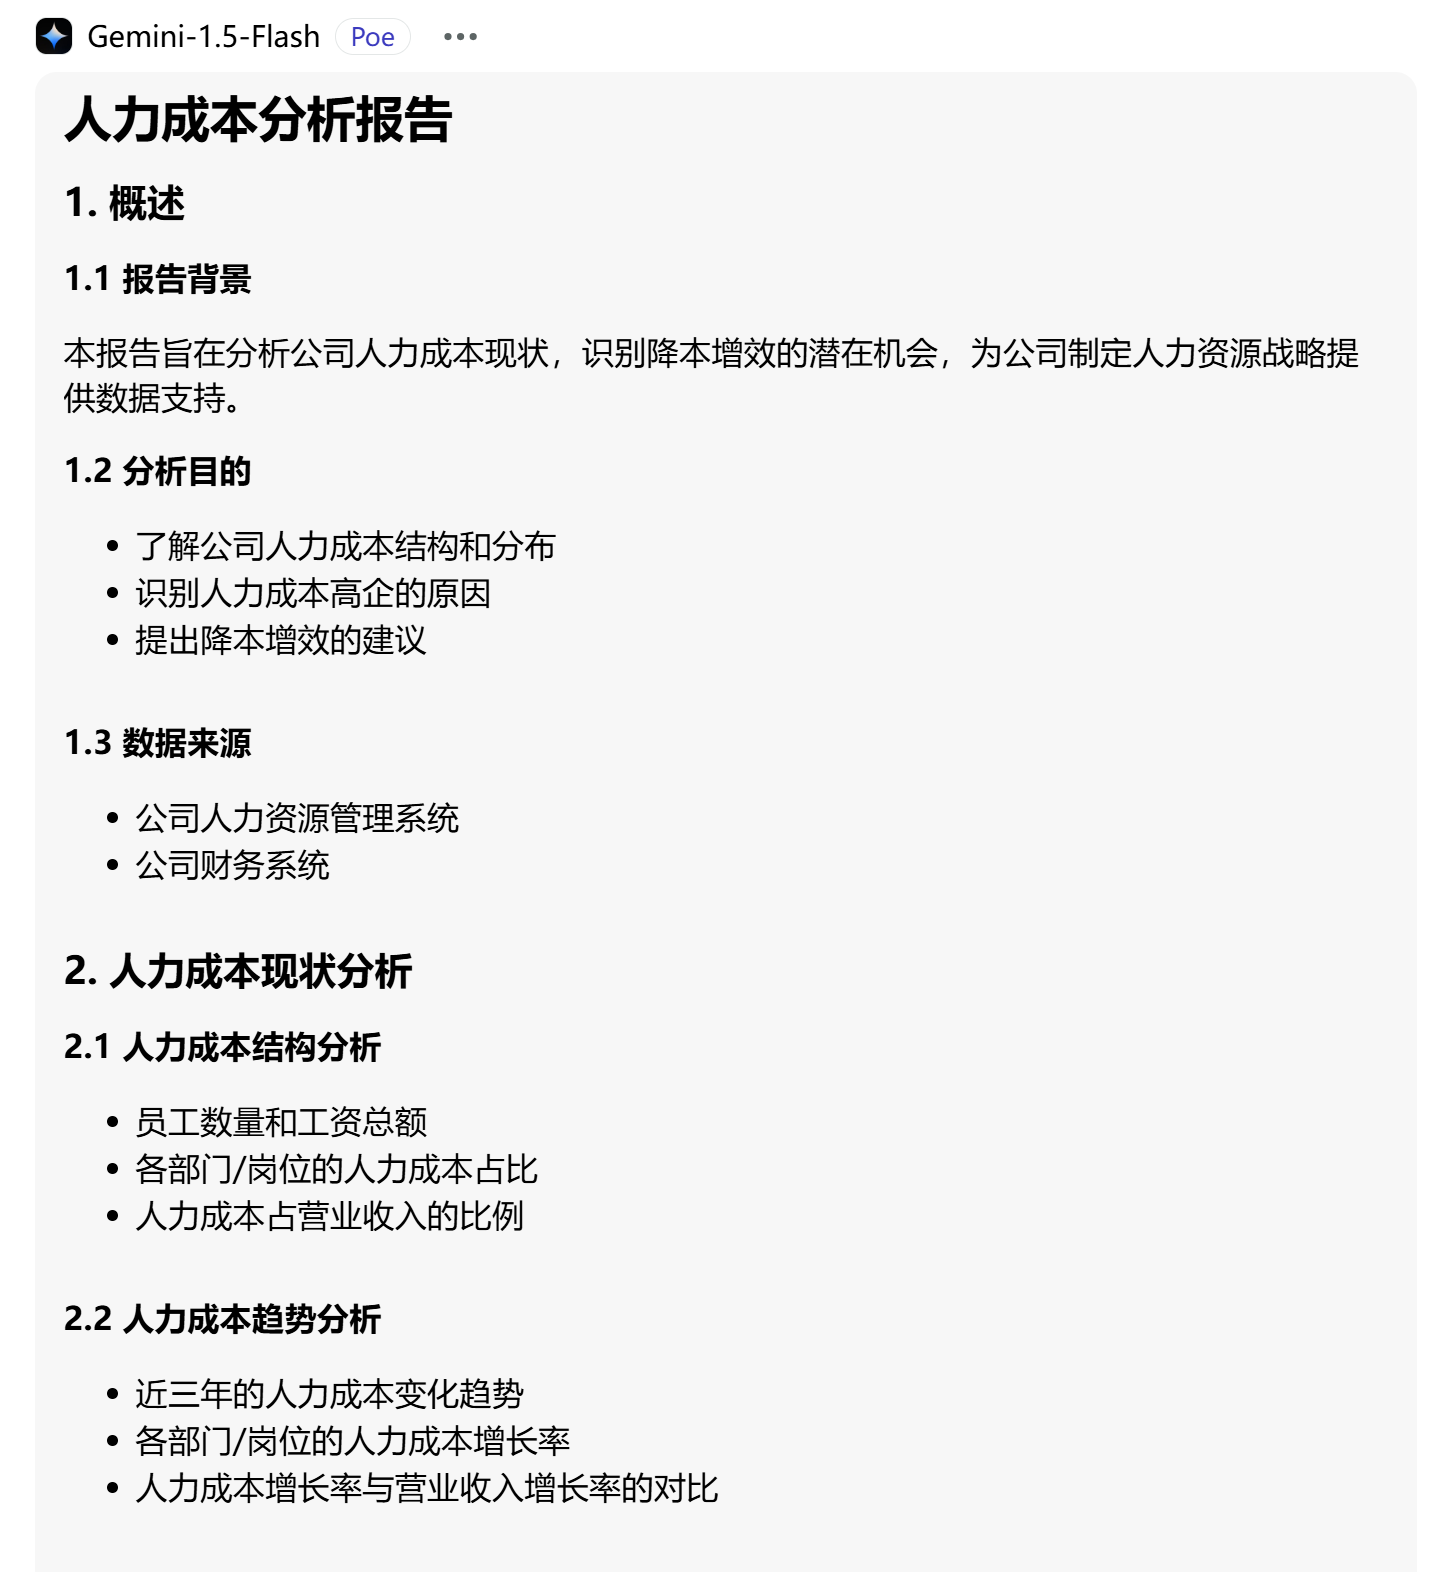 Gemini-1.5-Flash Poe
人力成本分析报告
1. 概述
1.1 报告背景
本报告旨在分析公司人力成本现状，识别降本增效的潜在机会，为公司制定人力资源战略提
供数据支持。
1.2 分析目的
• 了解公司人力成本结构和分布
• 识别人力成本高企的原因
• 提出降本增效的建议
1.3 数据来源
• 公司人力资源管理系统
• 公司财务系统
2. 人力成本现状分析
2.1 人力成本结构分析
• 员工数量和工资总额
• 各部门/岗位的人力成本占比
• 人力成本占营业收入的比例
2.2 人力成本趋势分析
• 近三年的人力成本变化趋势
• 各部门/岗位的人力成本增长率
• 人力成本增长率与营业收入增长率的对比